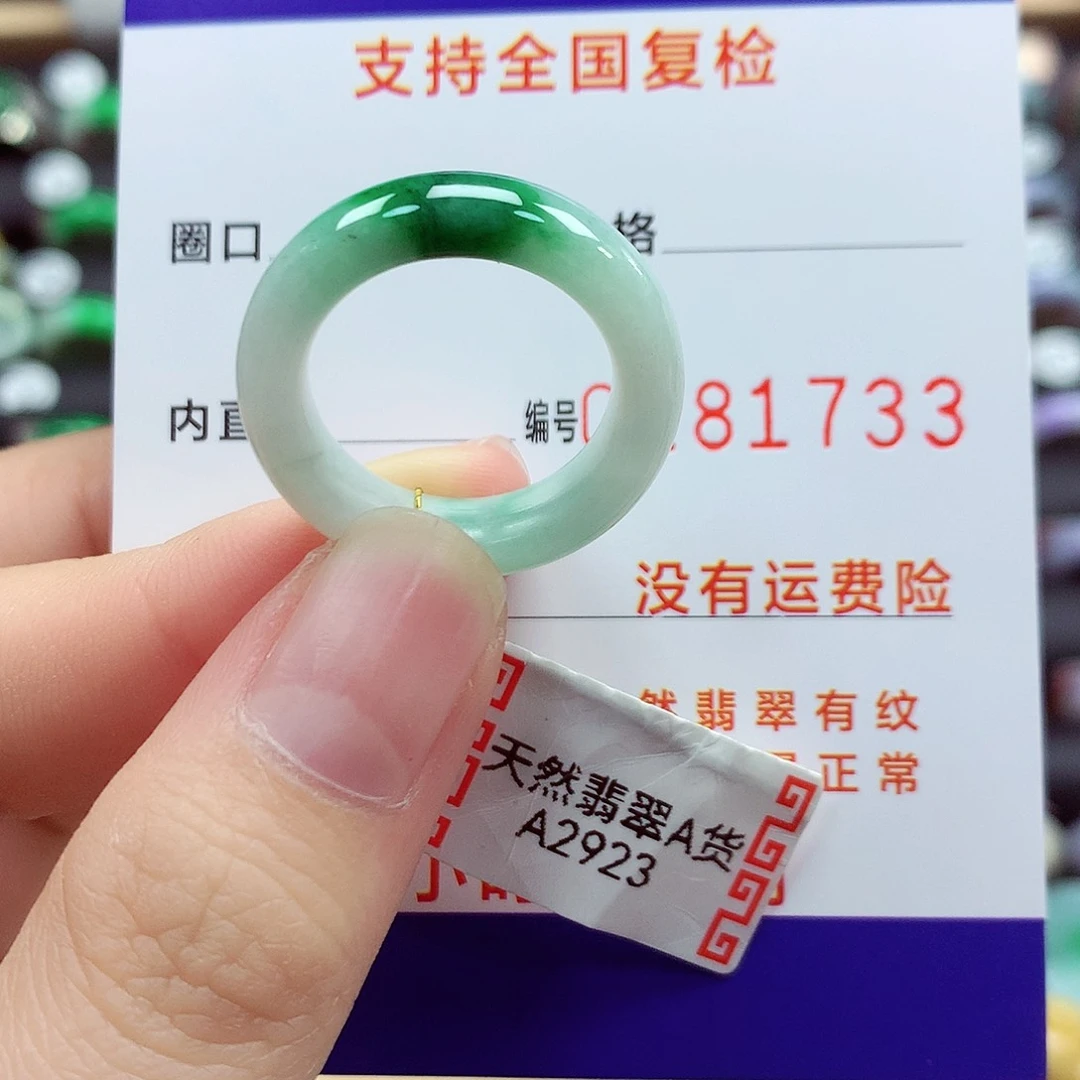 支持全国复检
圈口 格
内直 编号 81733
没有运费险
然翡翠有纹
正常
天然翡翠A货
A2923